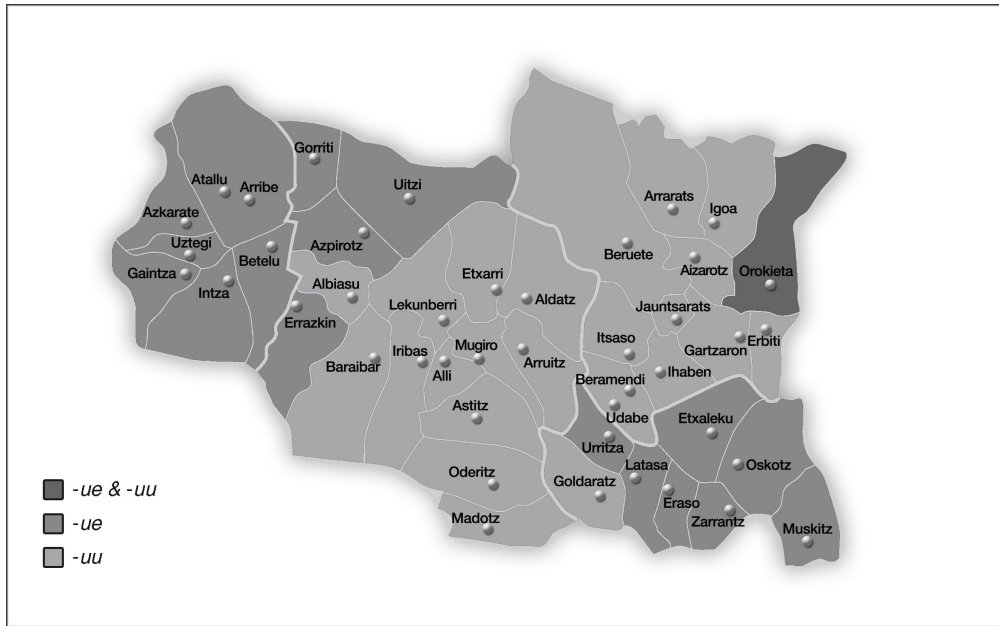 Gorriti
Atallu
Arribe
Uitzi
Azkarate
Arrarats
Igoa
Uztegi
Azpirotz
Betelu
Beruete
Aizarotz
Gaintza
Intza
Albiasu
Etxarri
Orokieta
Errazkin
Lekunberri
Aldatz
Jauntsarats
Itsaso
Gartzaron
Erbiti
Baraibar
Iribas
Mugiro
Alli
Arruitz
Ihaben
Beramendi
Astitz
Udabe
Etxaleku
Urritza
Latasa
Oskotz
Oderitz
Goldaratz
Eraso
Zarrantz
Madotz
Muskitz
-ue & -uu
-ue
-uu